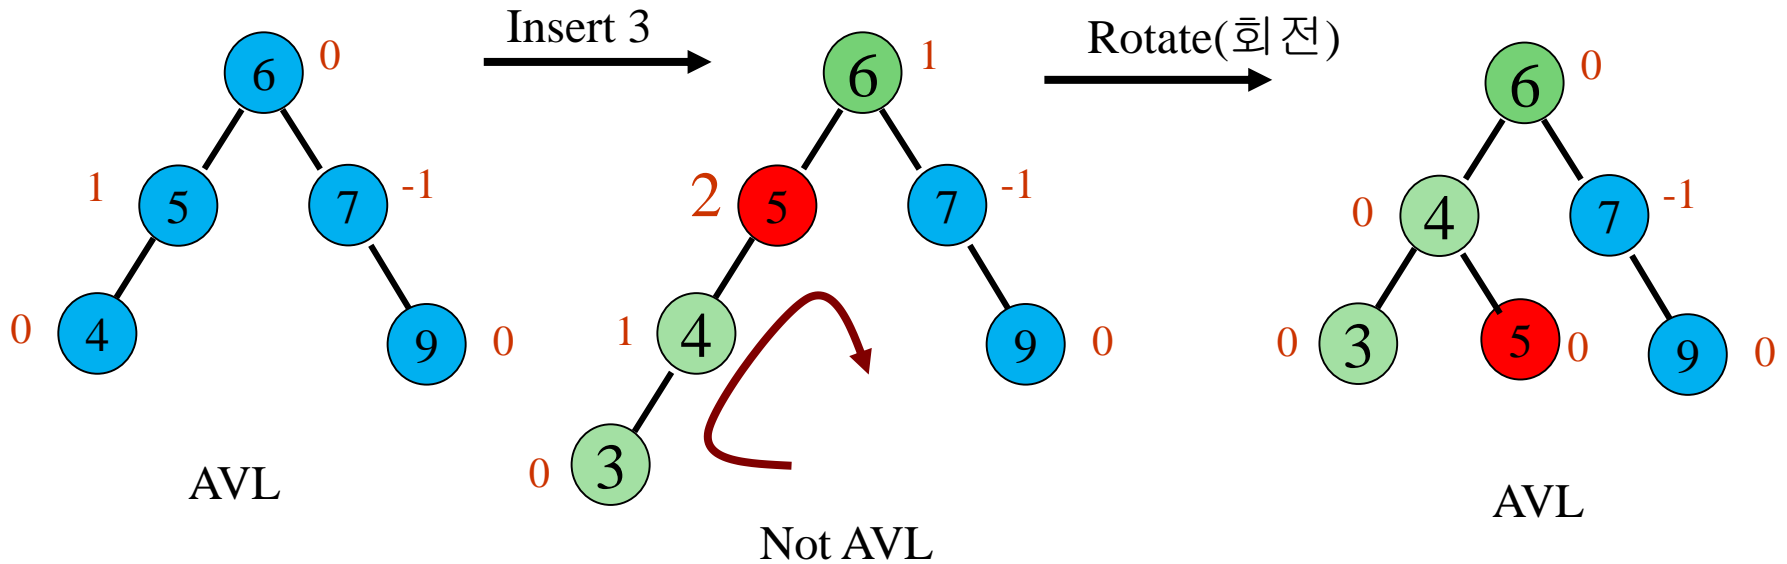 Insert 3
Rotate(회전)
6 0
1 5 7 -1
0 4 9 0
AVL
6 1
2 5 7 -1
1 4 9 0
0 3
Not AVL
6 0
0 4 7 -1
0 3 5 0 9 0
AVL